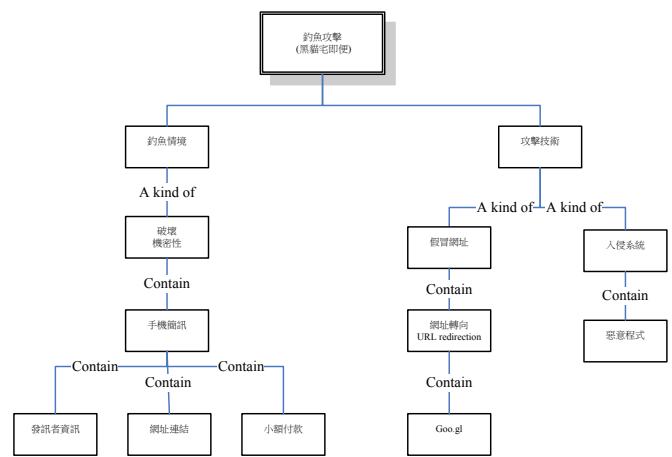 釣魚攻擊
(黑貓宅即便)
釣魚情境
攻擊技術
A kind of
A kind of
A kind of
破壞
機密性
假冒網址
入侵系統
Contain
Contain
Contain
手機簡訊
網址轉向
URL redirection
惡意程式
Contain
Contain
Contain
Contain
發訊者資訊
網址連結
小額付款
Goo.gl